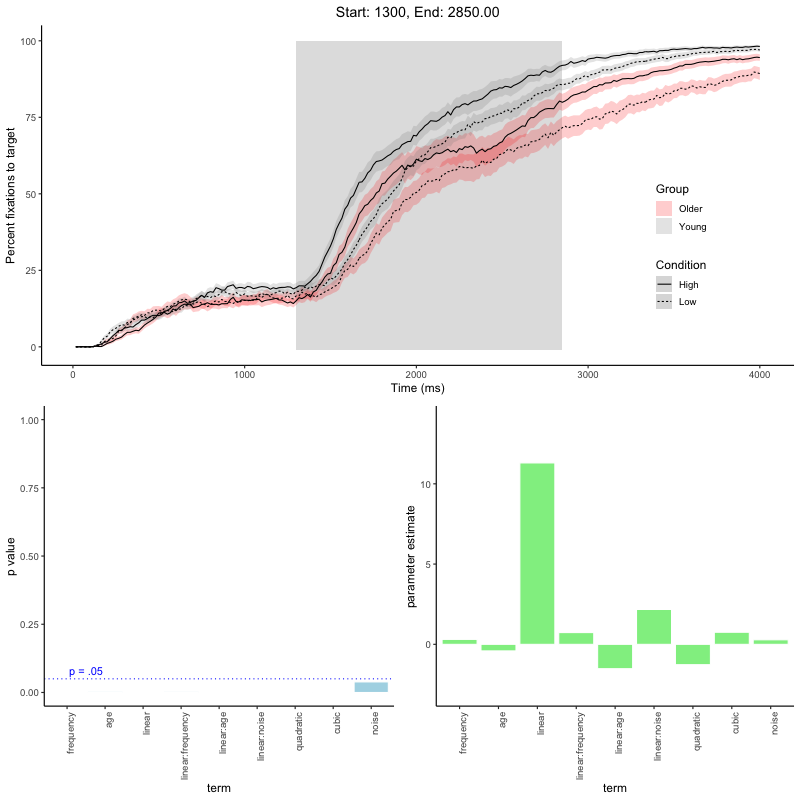 Start: 1300, End: 2850.00
Percent fixations to target
100
75
50
25
0
0
1000
2000
3000
4000
Time (ms)
Group
Older
Young
Condition
High
Low
p value
1.00
0.75
0.50
0.25
0.00
p = .05
frequency
age
linear
linear:frequency
linear:age
linear:noise
quadratic
cubic
noise
term
parameter estimate
10
5
0
frequency
age
linear
linear:frequency
linear:age
linear:noise
quadratic
cubic
noise
term